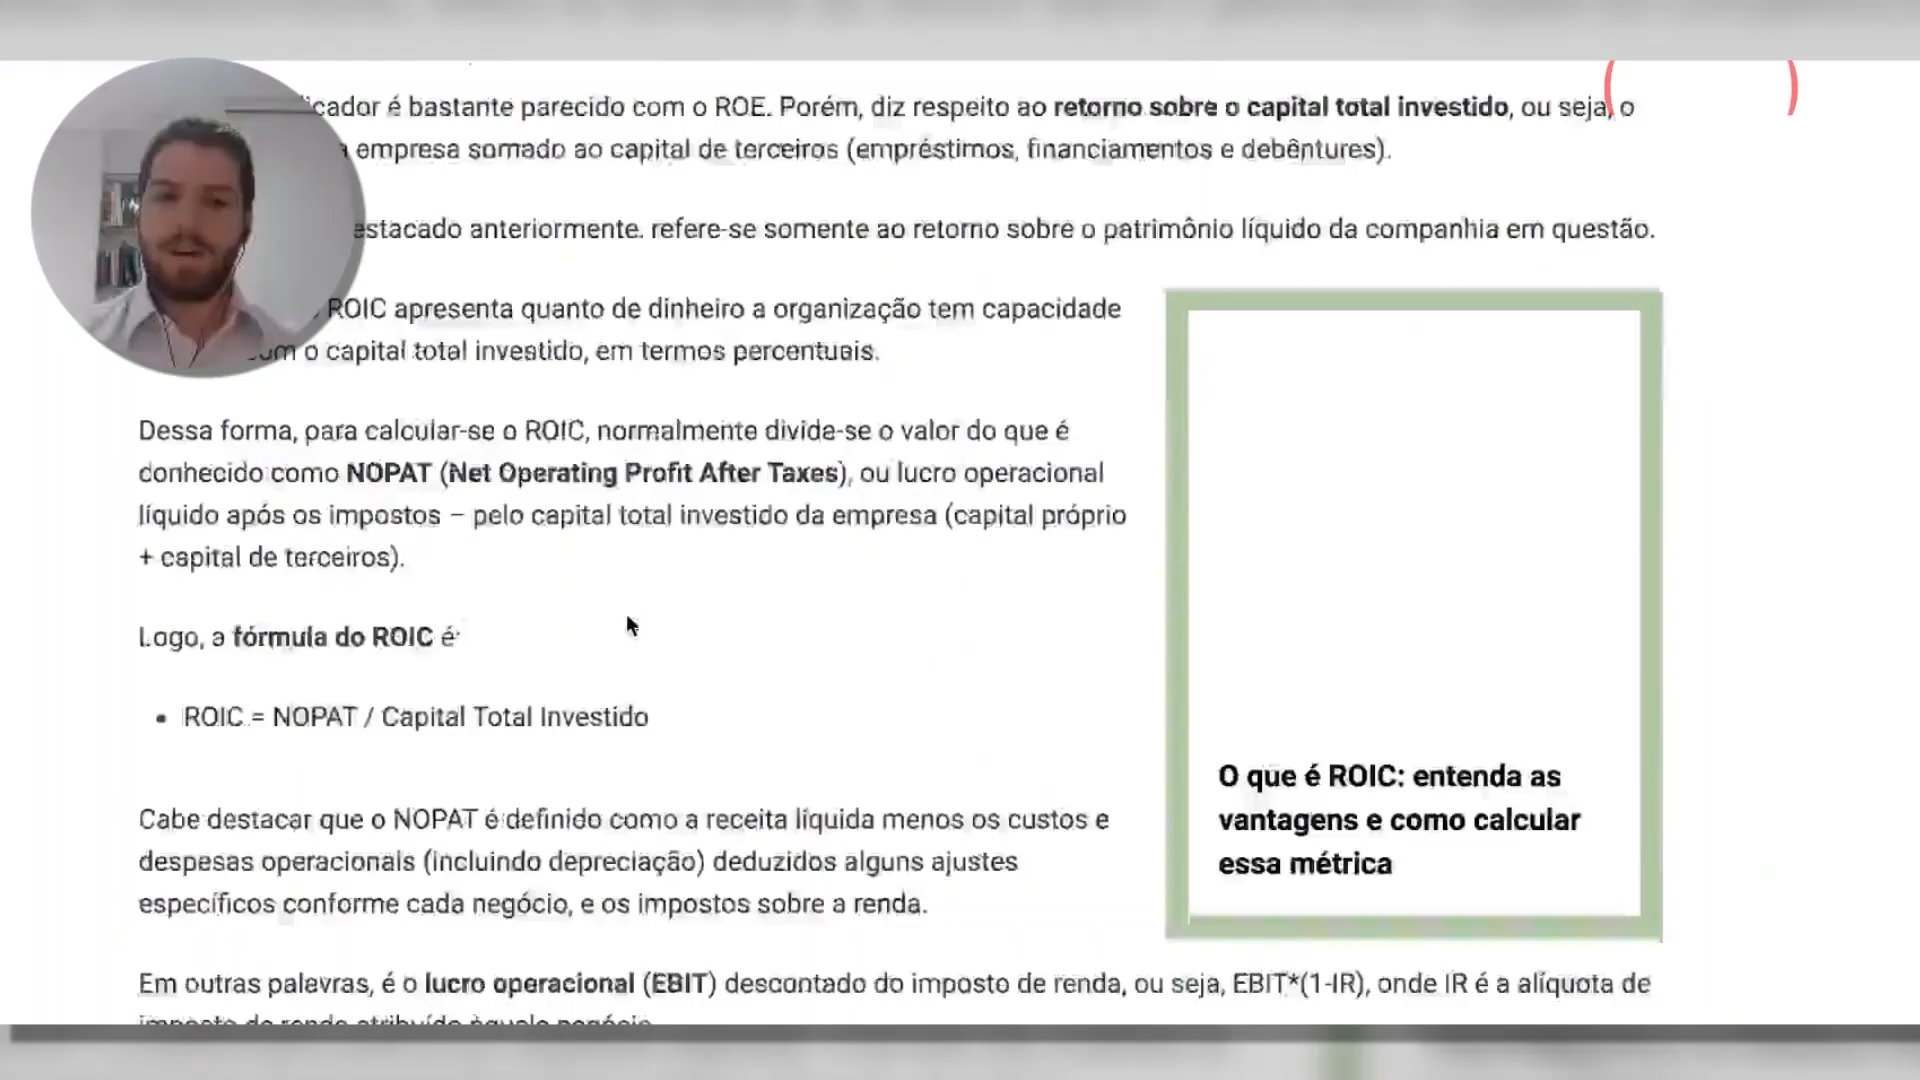 icador é bastante parecido com o ROE. Porém, diz respeito ao retorno sobre o capital total investido, ou seja, o
empresa somado ao capital de terceiros (empréstimos, financiamentos e debêntures).
estacado anteriormente. refere-se somente ao retorno sobre o patrimônio líquido da companhia em questão.
ROIC apresenta quanto de dinheiro a organização tem capacidade
o capital total investido, em termos percentuais.
Dessa forma, para calcular-se o ROIC, normalmente divide-se o valor do que é
conhecido como NOPAT (Net Operating Profit After Taxes), ou lucro operacional
líquido após os impostos – pelo capital total investido da empresa (capital próprio
+ capital de terceiros).
Logo, a fórmula do ROIC é:
• ROIC = NOPAT / Capital Total Investido
O que é ROIC: entenda as
vantagens e como calcular
essa métrica
Cabe destacar que o NOPAT é definido como a receita líquida menos os custos e
despesas operacionais (incluindo depreciação) deduzidos alguns ajustes
específicos conforme cada negócio, e os impostos sobre a renda.
Em outras palavras, é o lucro operacional (EBIT) descontado do imposto de renda, ou seja, EBIT*(1-IR), onde IR é a alíquota de